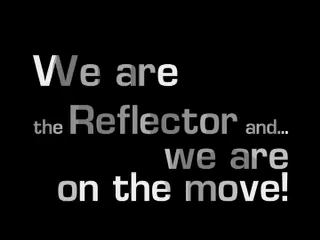 We are
the Reflector and...
we are
on the move!